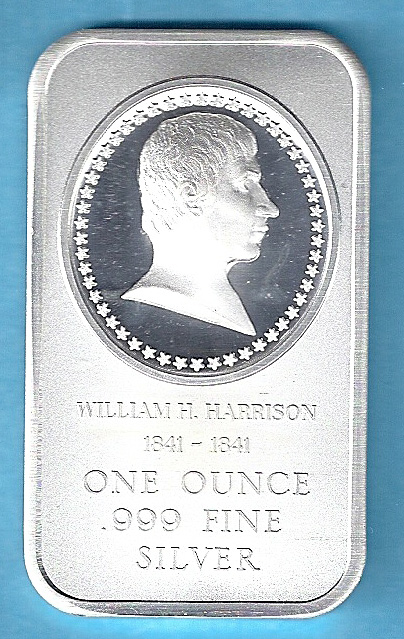 WILLIAM H. HARRISON
1841 - 1841
ONE OUNCE
.999 FINE
SILVER